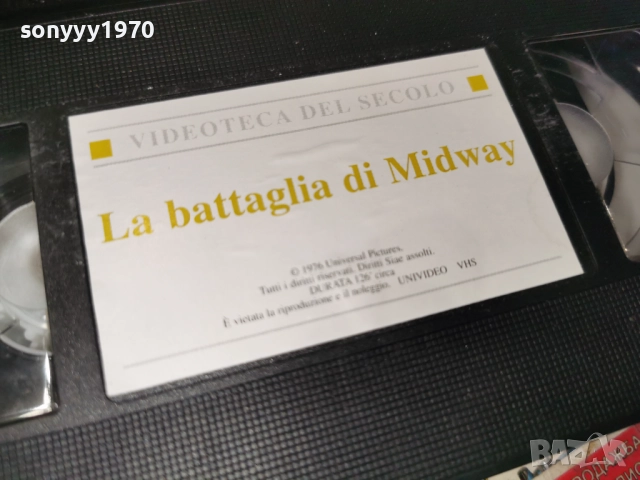 sonyyy1970
VIDEOTECA DEL SECOLO
La battaglia di Midway
© 1976 Universal Pictures.
Tutti i diritti riservati. Diritti Siae assolti.
DURATA 126' circa
È vietata la riproduzione e il noleggio. UNIVIDEO VHS
BAZAR